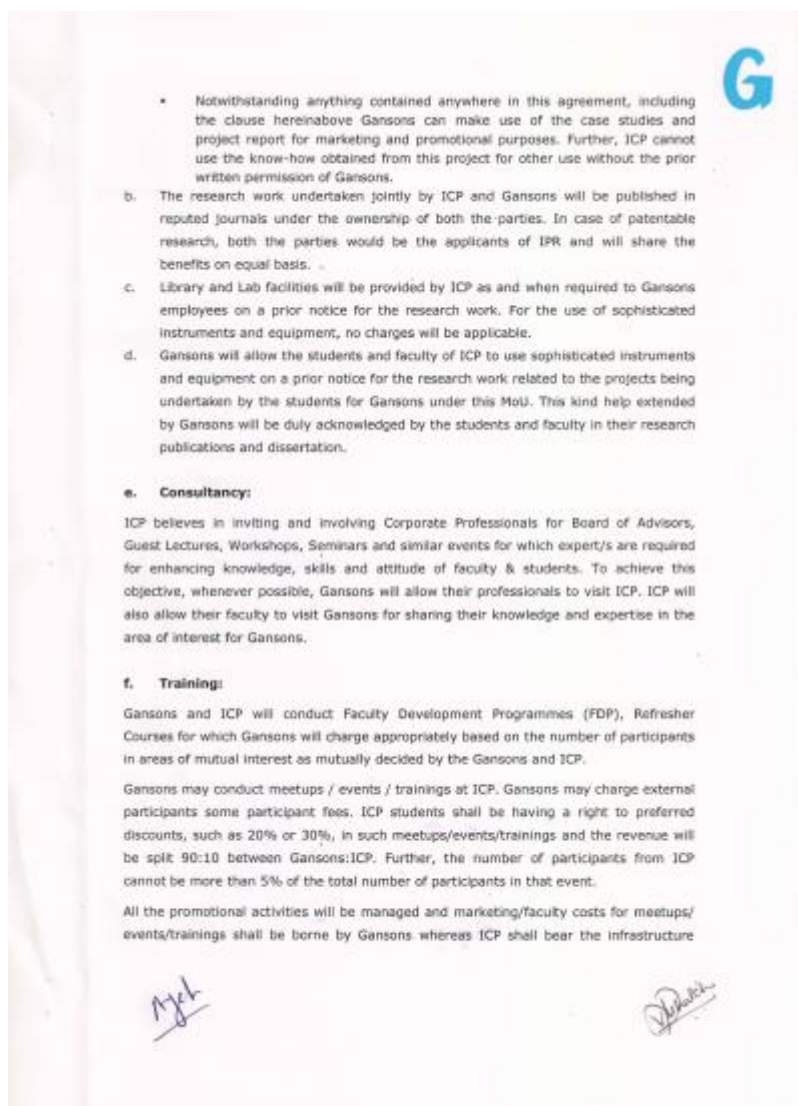 G
• Notwithstanding anything contained anywhere in this agreement, including
the clause hereinabove Gansons can make use of the case studies and
project report for marketing and promotional purposes. Further, ICP cannot
use the know-how obtained from this project for other use without the prior
written permission of Gansons.
b. The research work undertaken jointly by ICP and Gansons will be published in
reputed journals under the ownership of both the parties. In case of patentable
research, both the parties would be the applicants of IPR and will share the
benefits on equal basis.
c. Library and Lab facilities will be provided by ICP as and when required to Gansons
employees on a prior notice for the research work. For the use of sophisticated
instruments and equipment, no charges will be applicable.
d. Gansons will allow the students and faculty of ICP to use sophisticated instruments
and equipment on a prior notice for the research work related to the projects being
undertaken by the students for Gansons under this MoU. This kind help extended
by Gansons will be duly acknowledged by the students and faculty in their research
publications and dissertation.
e. Consultancy:
ICP believes in inviting and involving Corporate Professionals for Board of Advisors,
Guest Lectures, Workshops, Seminars and similar events for which expert/s are required
for enhancing knowledge, skills and attitude of faculty & students. To achieve this
objective, whenever possible, Gansons will allow their professionals to visit ICP. ICP will
also allow their faculty to visit Gansons for sharing their knowledge and expertise in the
area of interest for Gansons.
f. Training:
Gansons and ICP will conduct Faculty Development Programmes (FDP), Refresher
Courses for which Gansons will charge appropriately based on the number of participants
in areas of mutual interest as mutually decided by the Gansons and ICP.
Gansons may conduct meetups / events / trainings at ICP. Gansons may charge external
participants some participant fees. ICP students shall be having a right to preferred
discounts, such as 20% or 30%, in such meetups/events/trainings and the revenue will
be split 90:10 between Gansons:ICP. Further, the number of participants from ICP
cannot be more than 5% of the total number of participants in that event.
All the promotional activities will be managed and marketing/faculty costs for meetups/
events/trainings shall be borne by Gansons whereas ICP shall bear the infrastructure